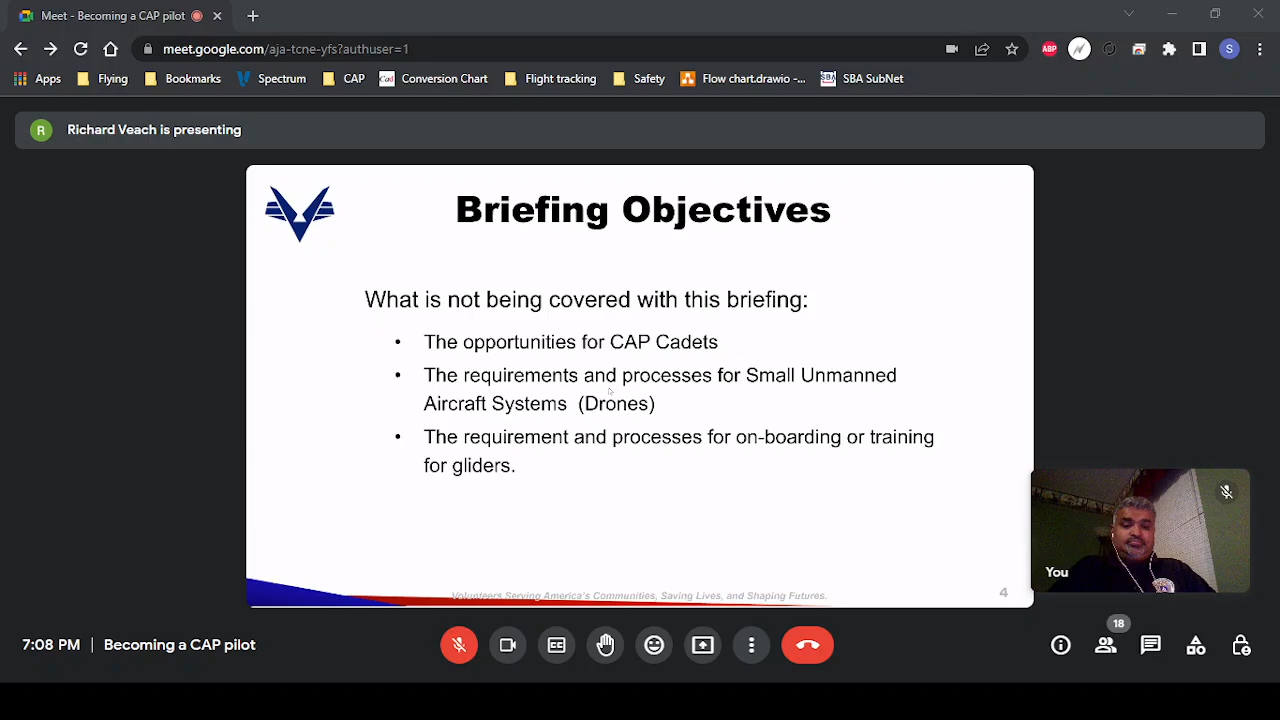 Meet - Becoming a CAP pilot
meet.google.com/aja-tcne-yfs?authuser=1
ABP
S
Apps Flying Bookmarks Spectrum CAP Cad Conversion Chart Flight tracking Safety Flow chart.drawio -... SBA SBA SubNet
R Richard Veach is presenting
Briefing Objectives
What is not being covered with this briefing:
• The opportunities for CAP Cadets
• The requirements and processes for Small Unmanned
Aircraft Systems (Drones)
• The requirement and processes for on-boarding or training
for gliders.
You
Volunteers Serving America's Communities, Saving Lives, and Shaping Futures.
4
18
7:08 PM | Becoming a CAP pilot
CC